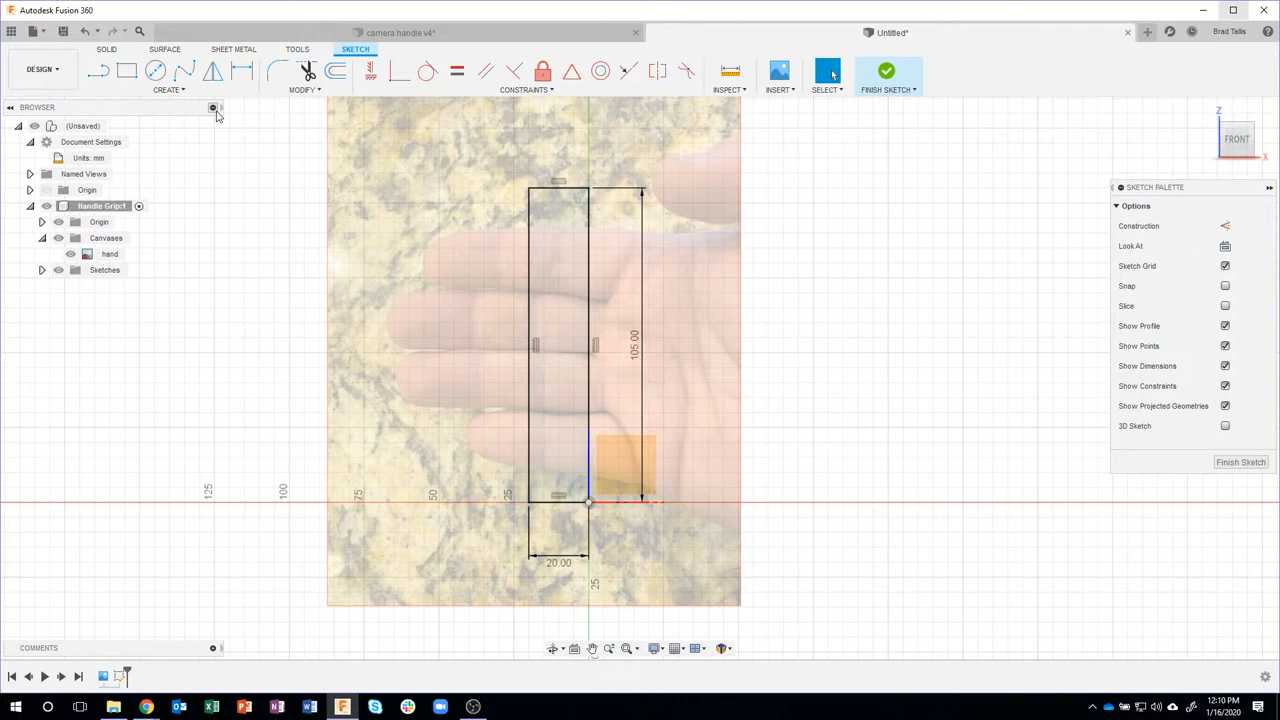 Autodesk Fusion 360
camera handle v4*
Untitled*
Brad Tallis
DESIGN
SOLID SURFACE SHEET METAL TOOLS SKETCH
CREATE MODIFY CONSTRAINTS INSPECT INSERT SELECT FINISH SKETCH
BROWSER
(Unsaved)
Document Settings
Units: mm
Named Views
Origin
Handle Grip:1
Origin
Canvases
hand
Sketches
Z
FRONT
X
SKETCH PALETTE
Options
Construction
Look At
Sketch Grid
Snap
Slice
Show Profile
Show Points
Show Dimensions
Show Constraints
Show Projected Geometries
3D Sketch
Finish Sketch
105.00
125 100 75 50 25
20.00
25
COMMENTS
12:10 PM
1/16/2020